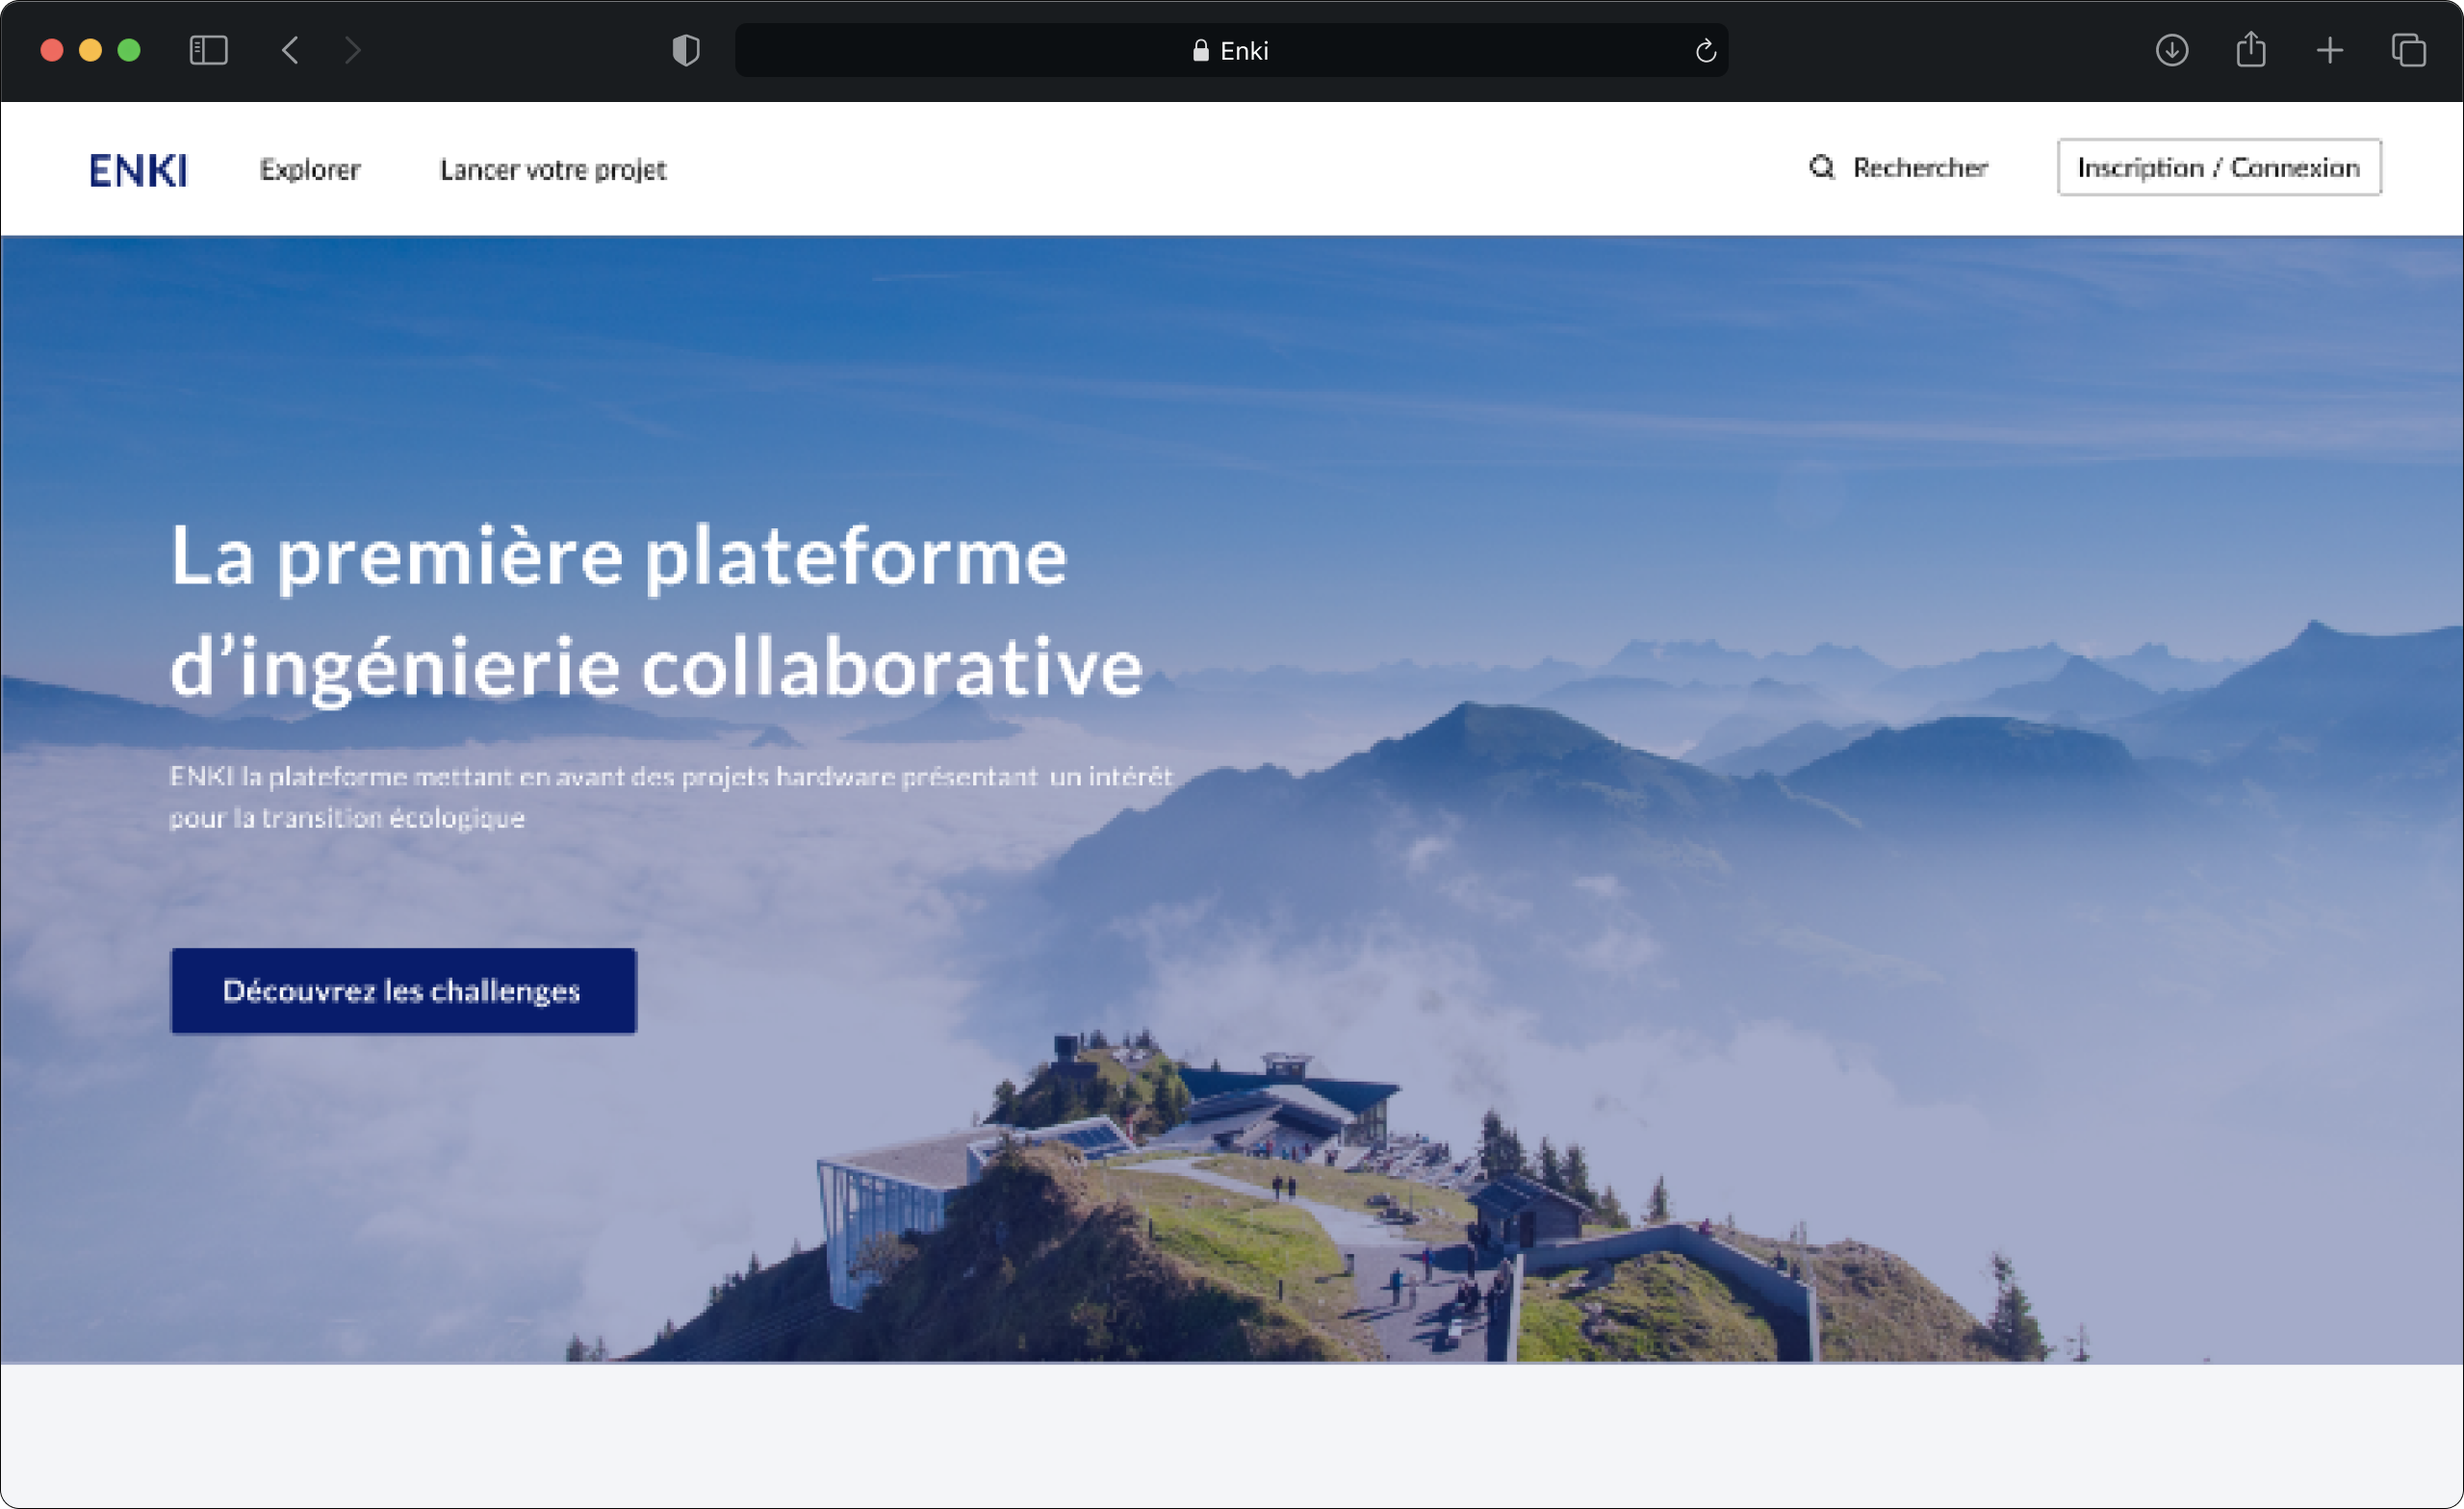 Enki
ENKI Explorer Lancer votre projet Rechercher Inscription / Connexion
La première plateforme
d’ingénierie collaborative
ENKI la plateforme mettant en avant des projets hardware présentant un intérêt
pour la transition écologique
Découvrez les challenges